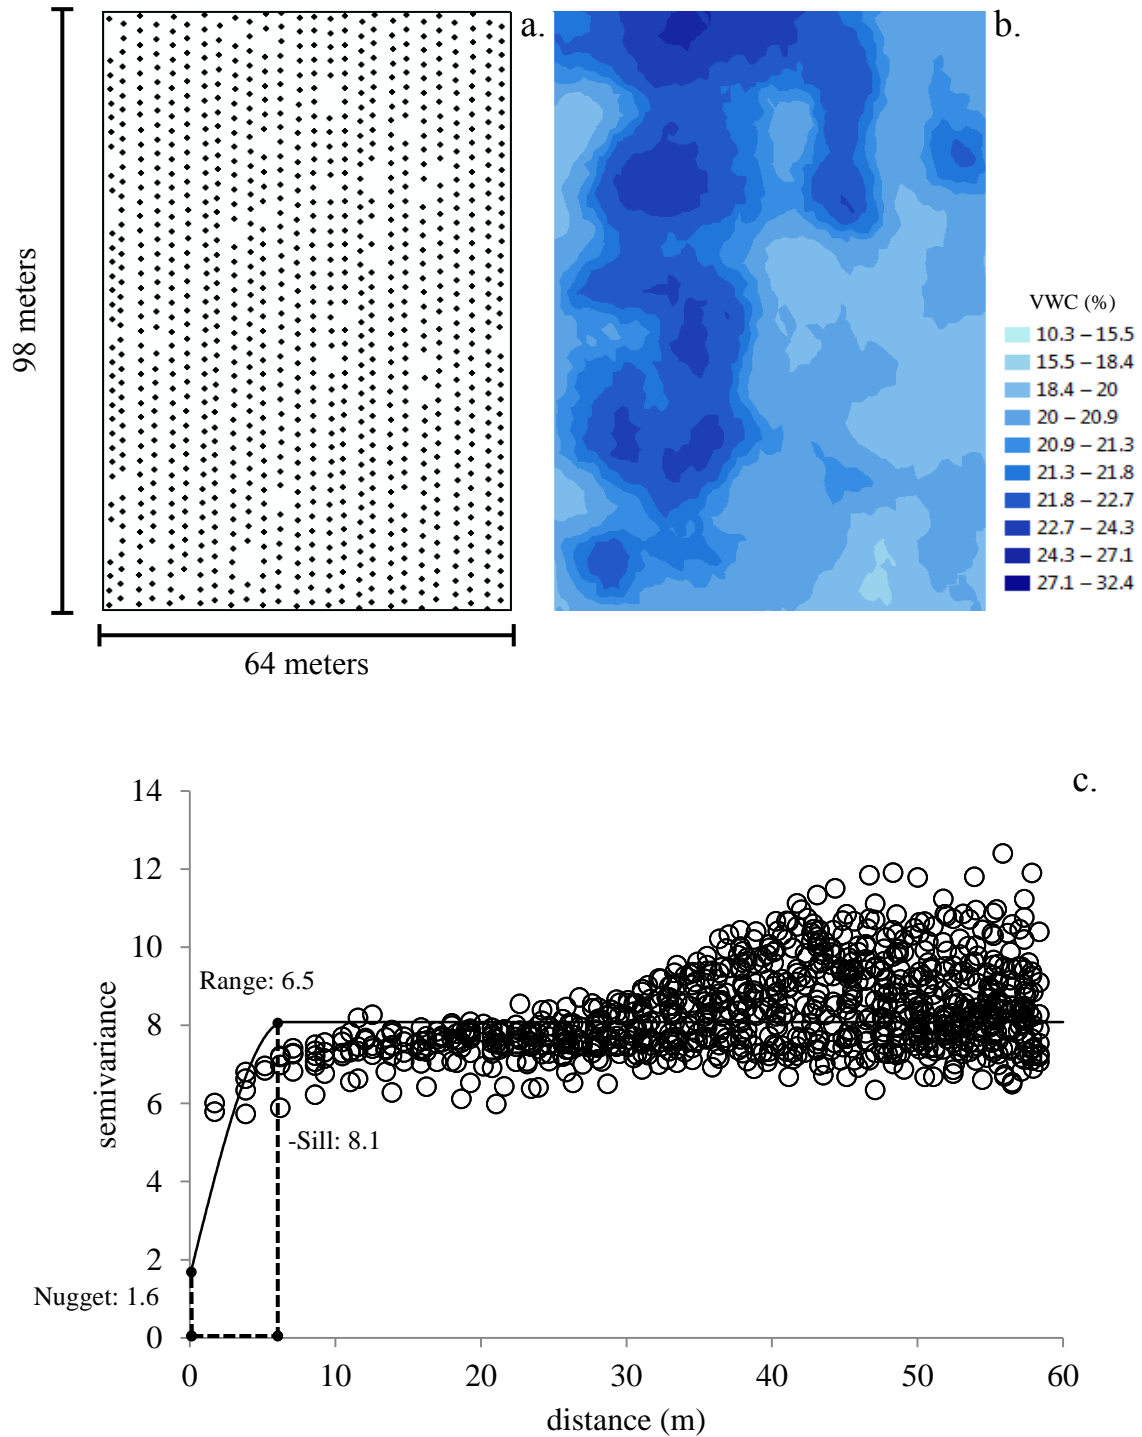 a.
b.
98 meters
64 meters
VWC (%)
10.3 – 15.5
15.5 – 18.4
18.4 – 20
20 – 20.9
20.9 – 21.3
21.3 – 21.8
21.8 – 22.7
22.7 – 24.3
24.3 – 27.1
27.1 – 32.4
c.
semivariance
14
12
10
8
6
4
2
0
Range: 6.5
-Sill: 8.1
Nugget: 1.6
0 10 20 30 40 50 60
distance (m)